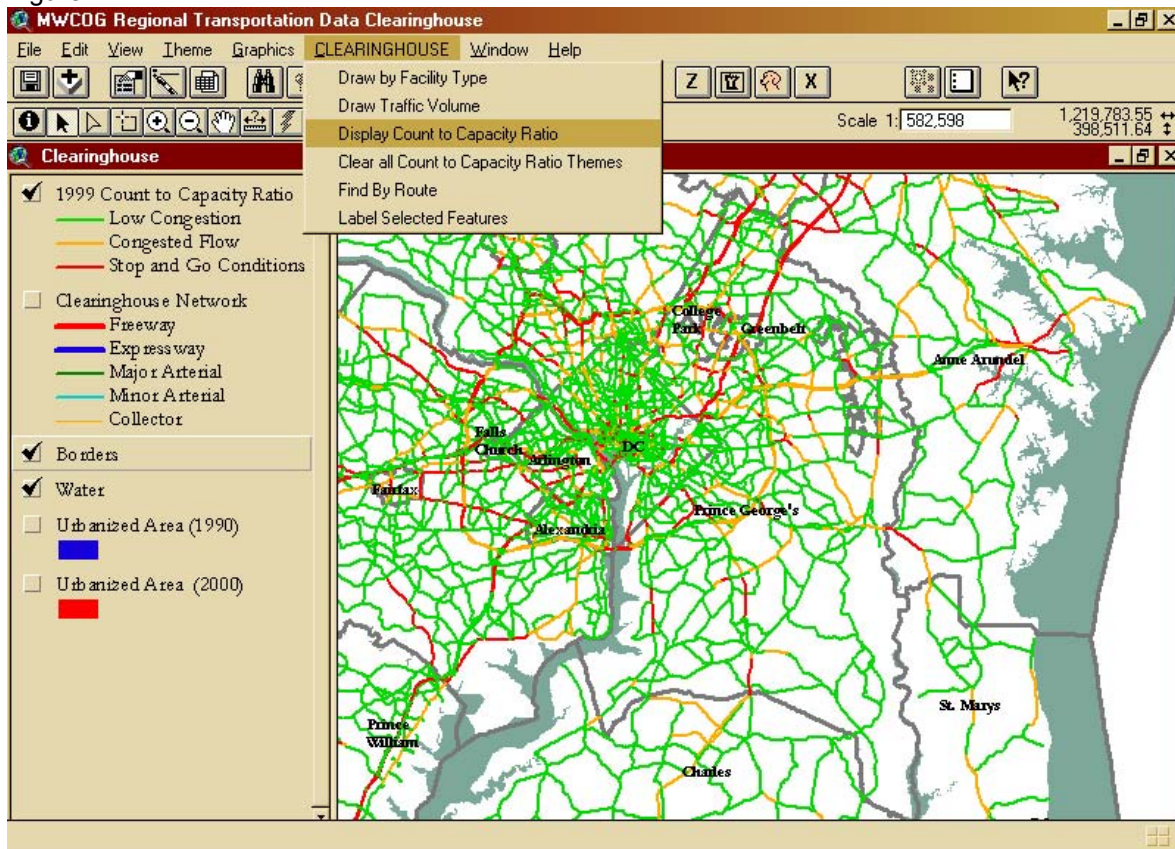 MWCOG Regional Transportation Data Clearinghouse
File Edit View Theme Graphics CLEARINGHOUSE Window Help
Draw by Facility Type
Draw Traffic Volume
Display Count to Capacity Ratio
Clear all Count to Capacity Ratio Themes
Find By Route
Label Selected Features
Z
X
Scale 1: 582,598
1,219,783.55
398,511.64
Clearinghouse
1999 Count to Capacity Ratio
Low Congestion
Congested Flow
Stop and Go Conditions
Clearinghouse Network
Freeway
Expressway
Major Arterial
Minor Arterial
Collector
Borders
Water
Urbanized Area (1990)
Urbanized Area (2000)
College
Park
Greenbelt
Anne Arundel
Falls
Church
Arlington
DC
Fairfax
Prince George's
Alexandria
St. Marys
Prince
William
Charles